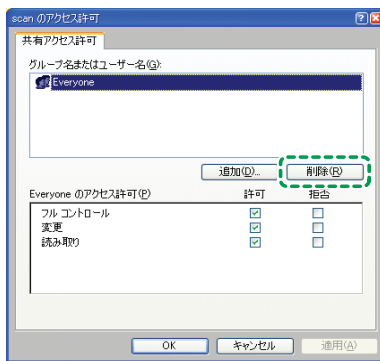 scan のアクセス許可
共有アクセス許可
グループ名またはユーザー名(G):
Everyone
追加(D)...
削除(R)
Everyone のアクセス許可(P) 許可 拒否
フル コントロール
変更
読み取り
OK キャンセル 適用(A)